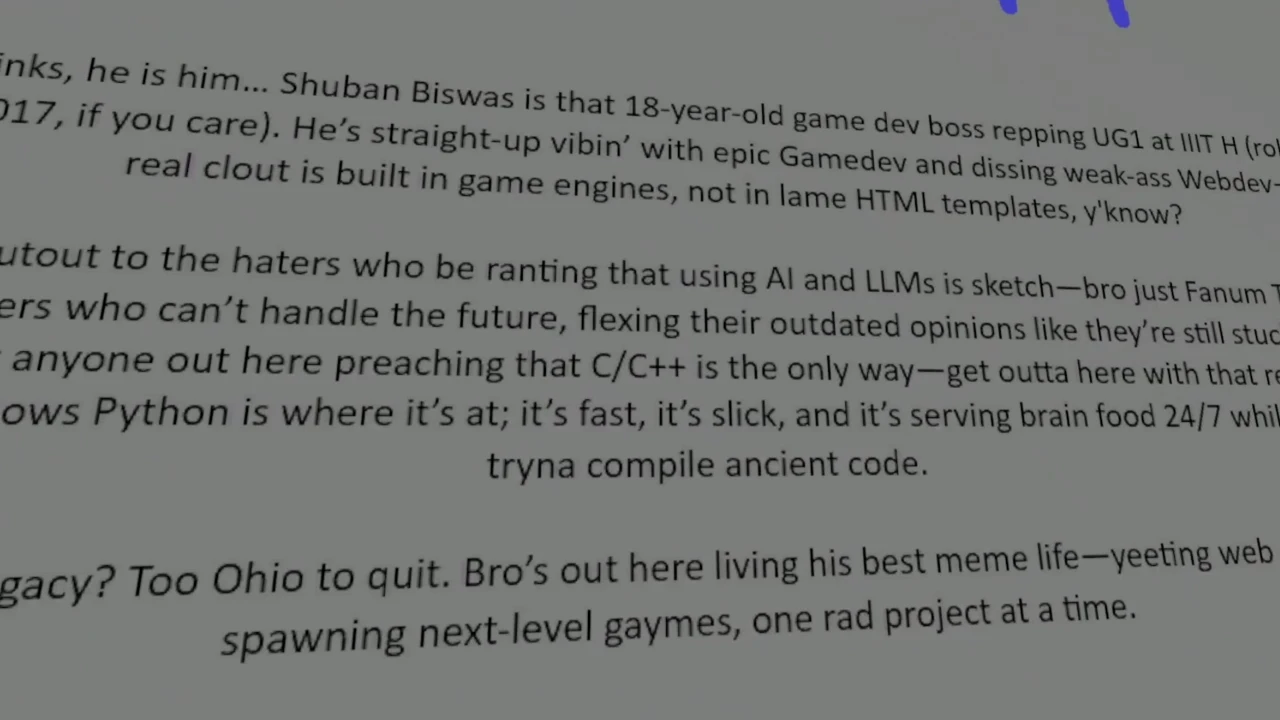 inks, he is him... Shuban Biswas is that 18-year-old game dev boss repping UG1 at IIIT H (rol
017, if you care). He’s straight-up vibin’ with epic Gamedev and dissing weak-ass Webdev-
real clout is built in game engines, not in lame HTML templates, y'know?
utout to the haters who be ranting that using AI and LLMs is sketch—bro just Fanum T
ers who can’t handle the future, flexing their outdated opinions like they’re still stuc
anyone out here preaching that C/C++ is the only way—get outta here with that re
ows Python is where it’s at; it’s fast, it’s slick, and it’s serving brain food 24/7 whil
tryna compile ancient code.
gacy? Too Ohio to quit. Bro’s out here living his best meme life—yeeting web
spawning next-level gaymes, one rad project at a time.